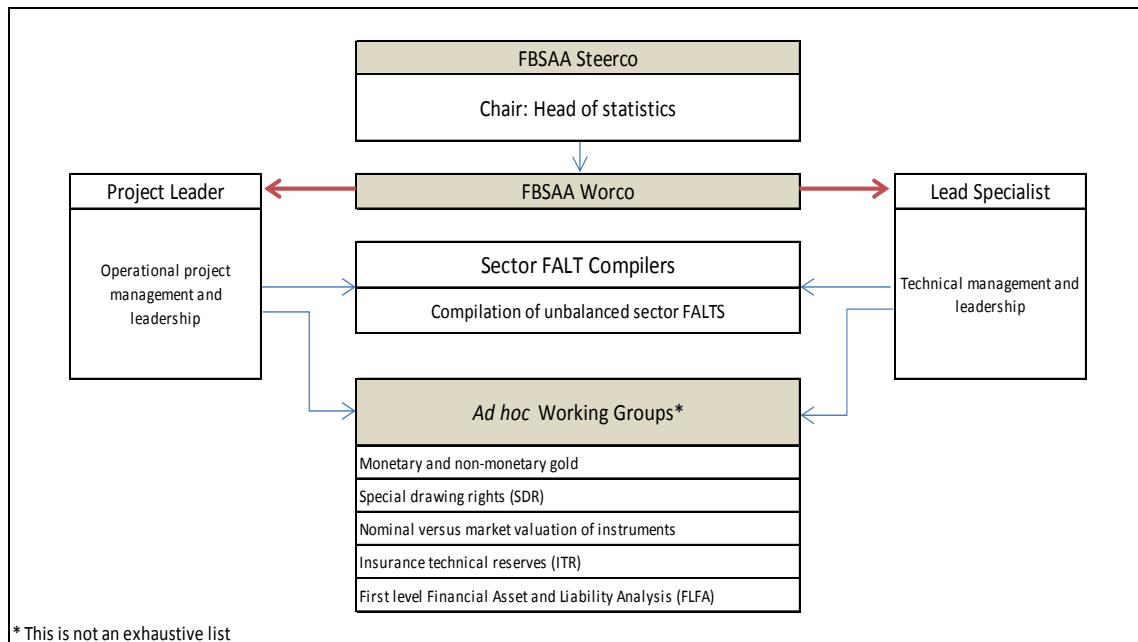 FBSAA Steerco
Chair: Head of statistics
Project Leader
FBSAA Worco
Lead Specialist
Operational project
management and
leadership
Sector FALT Compilers
Compilation of unbalanced sector FALTS
Technical management and
leadership
Ad hoc Working Groups*
Monetary and non-monetary gold
Special drawing rights (SDR)
Nominal versus market valuation of instruments
Insurance technical reserves (ITR)
First level Financial Asset and Liability Analysis (FLFA)
* This is not an exhaustive list